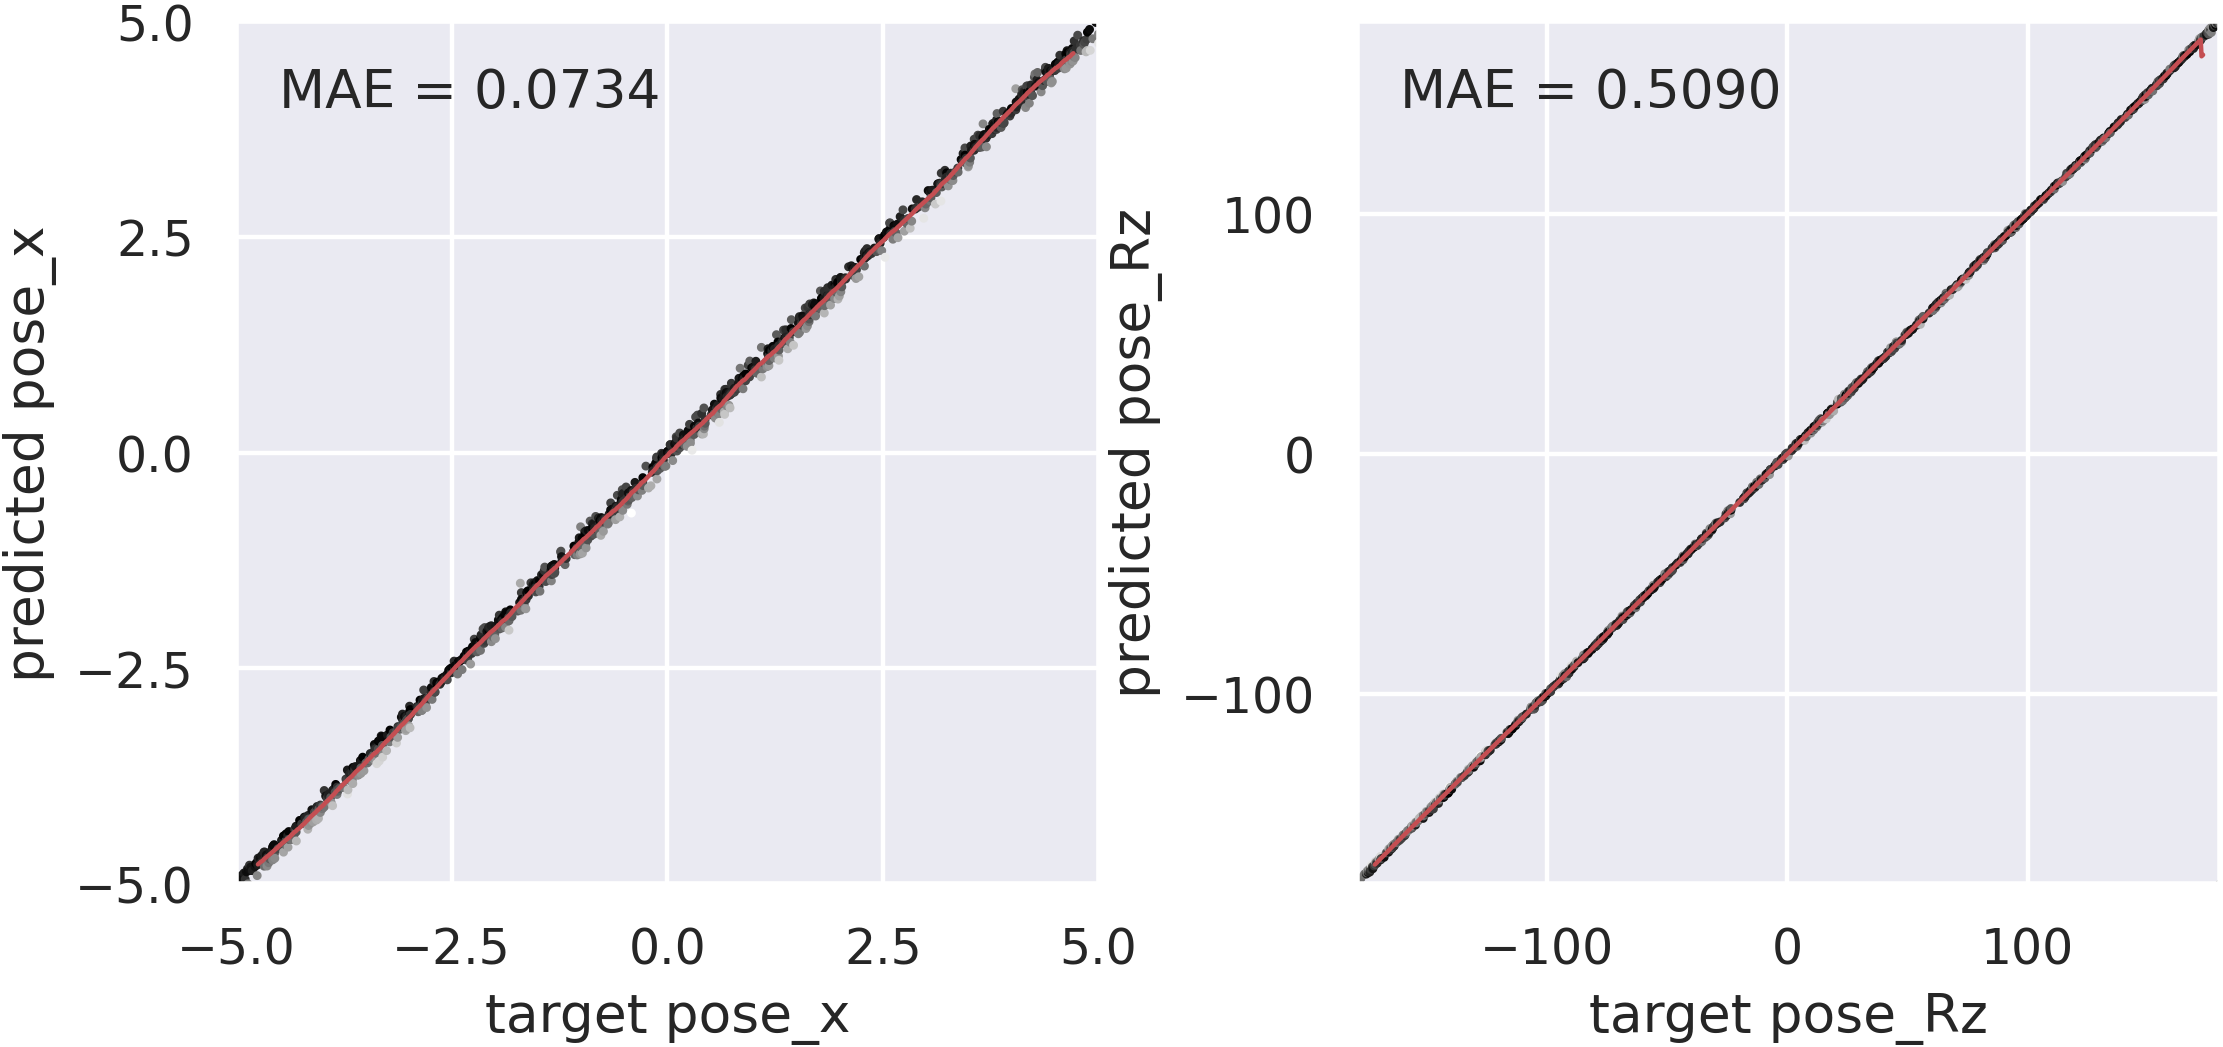 5.0
2.5
0.0
−2.5
−5.0
predicted pose_x
MAE = 0.0734
−5.0 −2.5 0.0 2.5 5.0
target pose_x
100
0
−100
predicted pose_Rz
MAE = 0.5090
−100 0 100
target pose_Rz